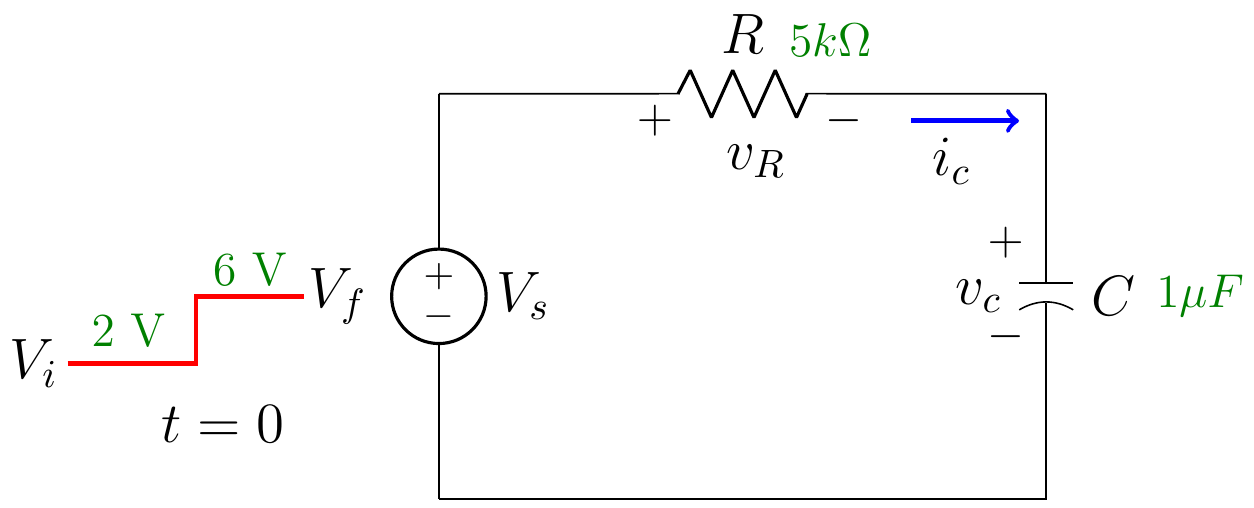 R 5kΩ
+ −
v_R
i_c
6 V
V_f
+
−
V_s
2 V
V_i
t = 0
+
v_c
−
C 1μF